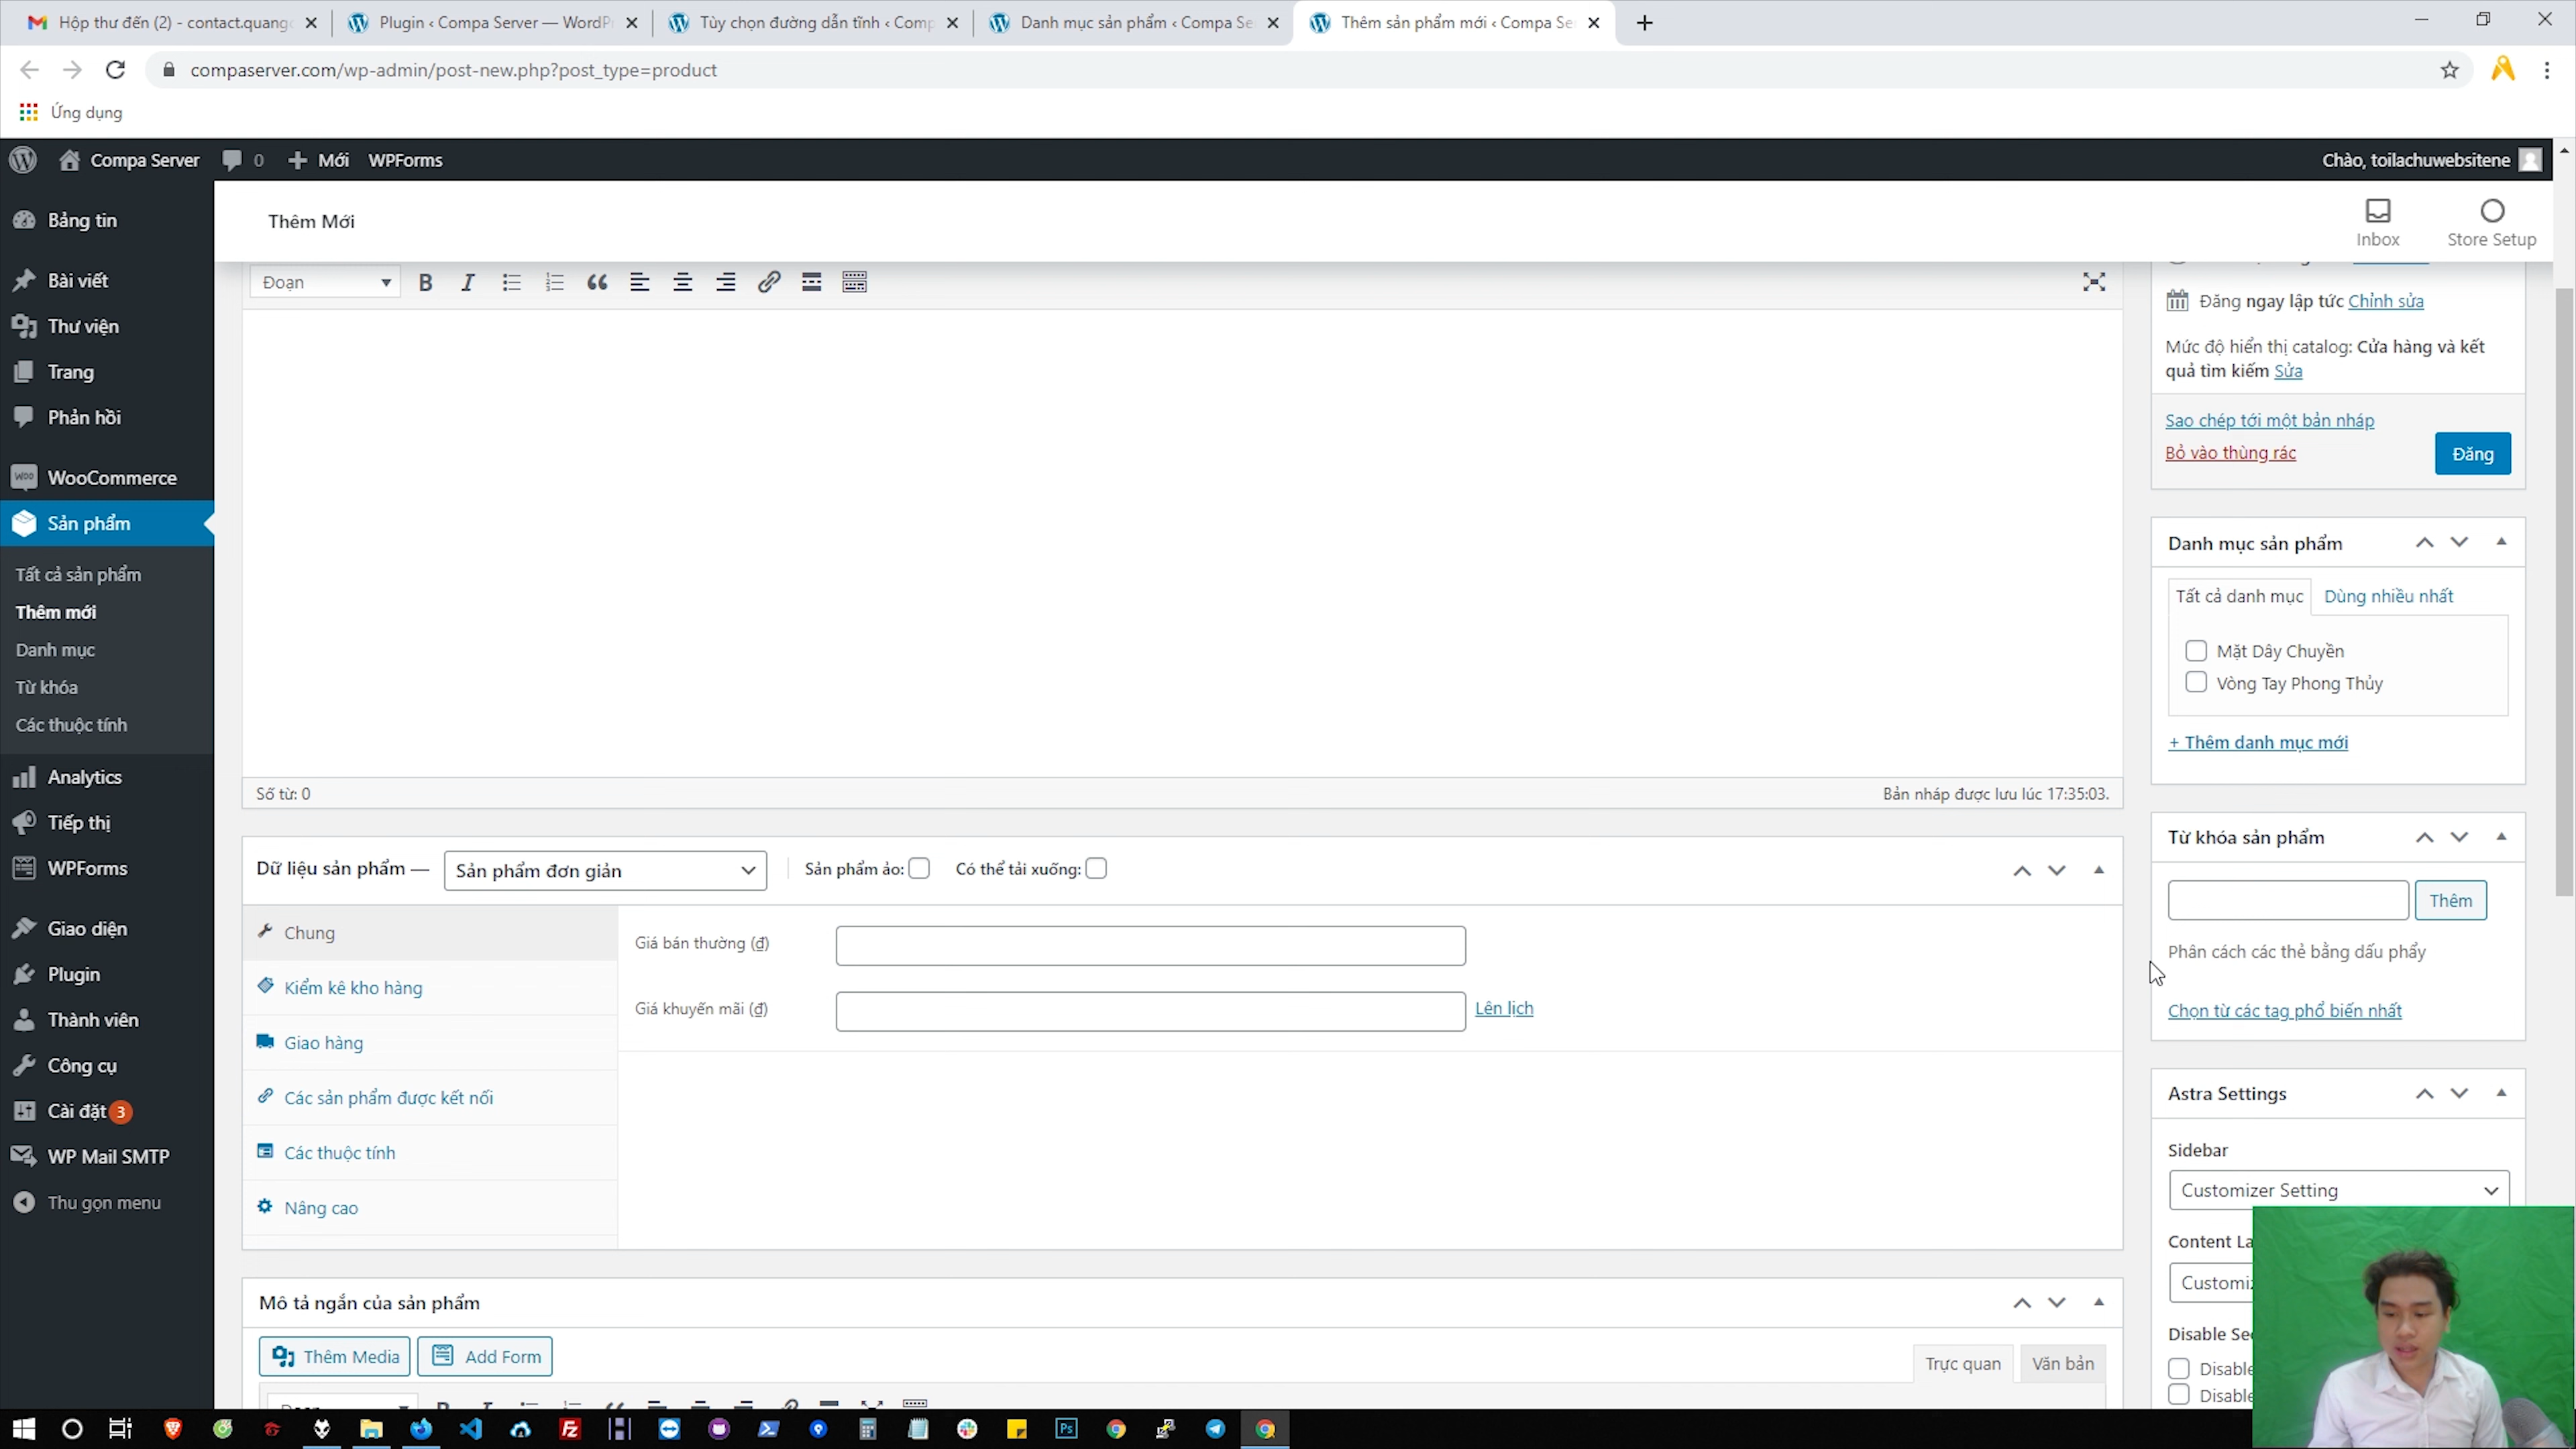 Hộp thư đến (2) - contact.quang
Plugin ‹ Compa Server — WordP
Tùy chọn đường dẫn tĩnh ‹ Comp
Danh mục sản phẩm ‹ Compa Se
Thêm sản phẩm mới ‹ Compa Se
compaserver.com/wp-admin/post-new.php?post_type=product
Ứng dụng
Compa Server
0
Mới
WPForms
Chào, toilachuwebsitene
Thêm Mới
Inbox
Store Setup
Bảng tin
Bài viết
Thư viện
Trang
Phản hồi
WooCommerce
Sản phẩm
Tất cả sản phẩm
Thêm mới
Danh mục
Từ khóa
Các thuộc tính
Analytics
Tiếp thị
WPForms
Giao diện
Plugin
Thành viên
Công cụ
Cài đặt 3
WP Mail SMTP
Thu gọn menu
Đoạn
Số từ: 0
Bản nháp được lưu lúc 17:35:03.
Dữ liệu sản phẩm —
Sản phẩm đơn giản
Sản phẩm ảo:
Có thể tải xuống:
Chung
Kiểm kê kho hàng
Giao hàng
Các sản phẩm được kết nối
Các thuộc tính
Nâng cao
Giá bán thường (₫)
Giá khuyến mãi (₫)
Lên lịch
Mô tả ngắn của sản phẩm
Thêm Media
Add Form
Trực quan
Văn bản
Đăng ngay lập tức Chỉnh sửa
Mức độ hiển thị catalog: Cửa hàng và kết
quả tìm kiếm Sửa
Sao chép tới một bản nháp
Bỏ vào thùng rác
Đăng
Danh mục sản phẩm
Tất cả danh mục
Dùng nhiều nhất
Mặt Dây Chuyền
Vòng Tay Phong Thủy
+ Thêm danh mục mới
Từ khóa sản phẩm
Thêm
Phân cách các thẻ bằng dấu phẩy
Chọn từ các tag phổ biến nhất
Astra Settings
Sidebar
Customizer Setting
Content La
Customi
Disable Se
Disable
Disable